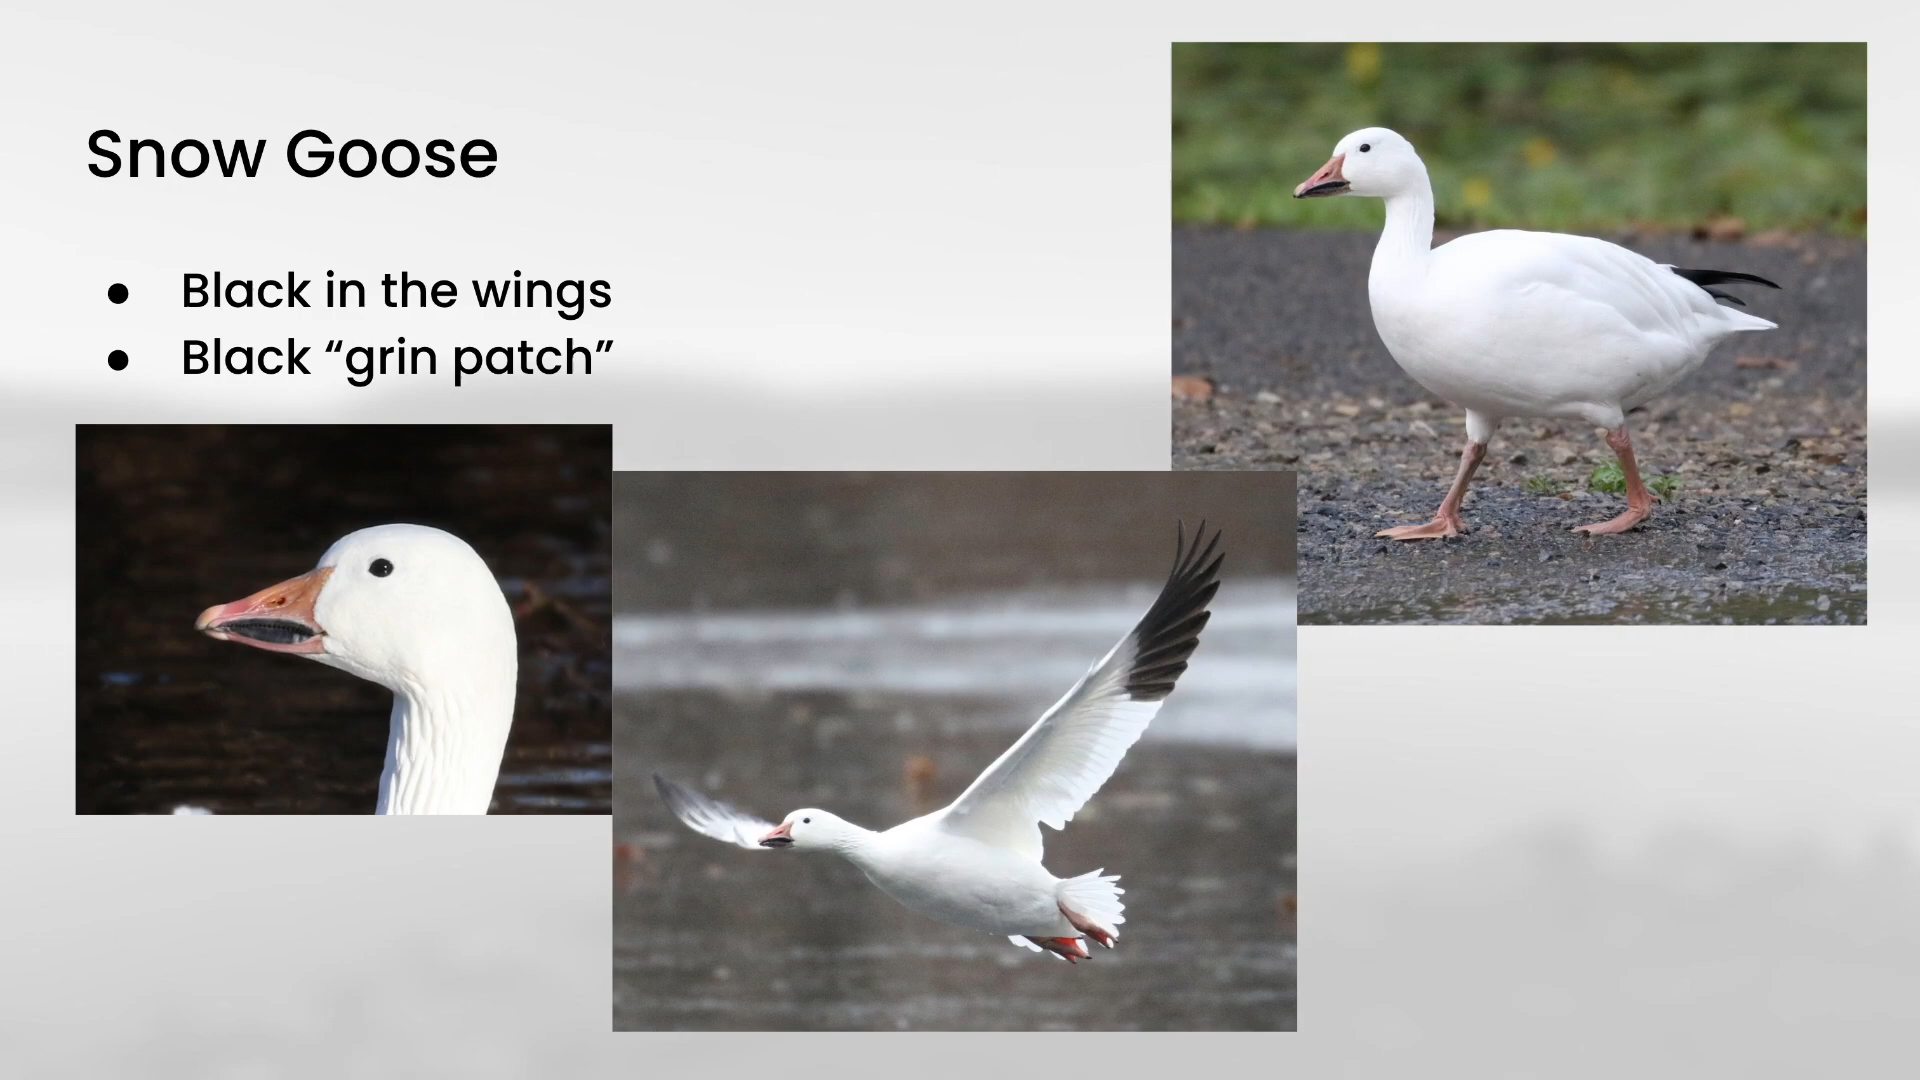 Snow Goose
● Black in the wings
● Black “grin patch”